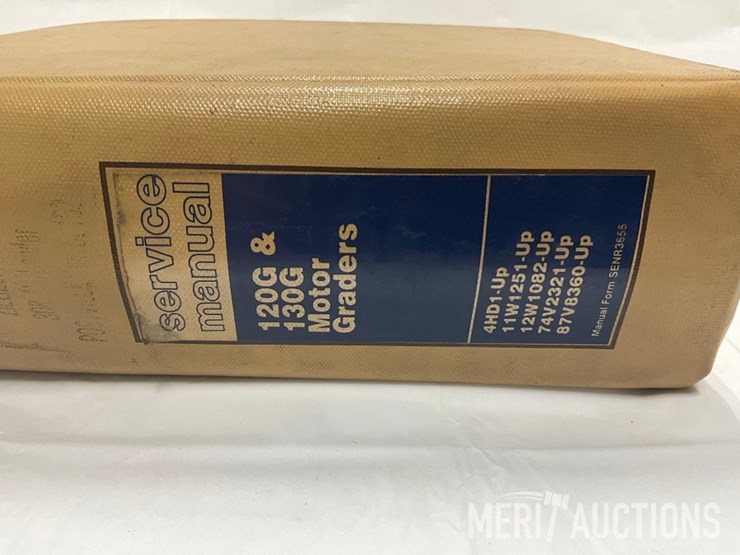 service
manual
120G &
130G
Motor
Graders
4HD1-Up
11W1251-Up
12W1082-Up
74V2321-Up
87V8360-Up
Manual Form SENR3655
MERIT AUCTIONS